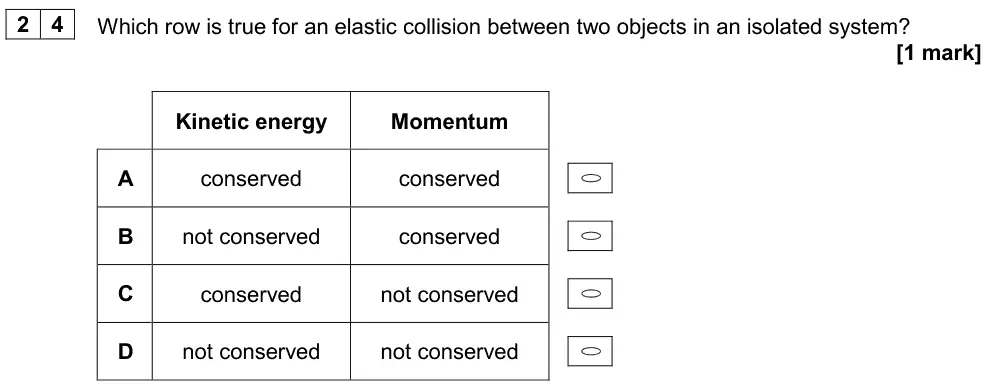 2 4 Which row is true for an elastic collision between two objects in an isolated system?
[1 mark]
Kinetic energy Momentum
A conserved conserved
B not conserved conserved
C conserved not conserved
D not conserved not conserved